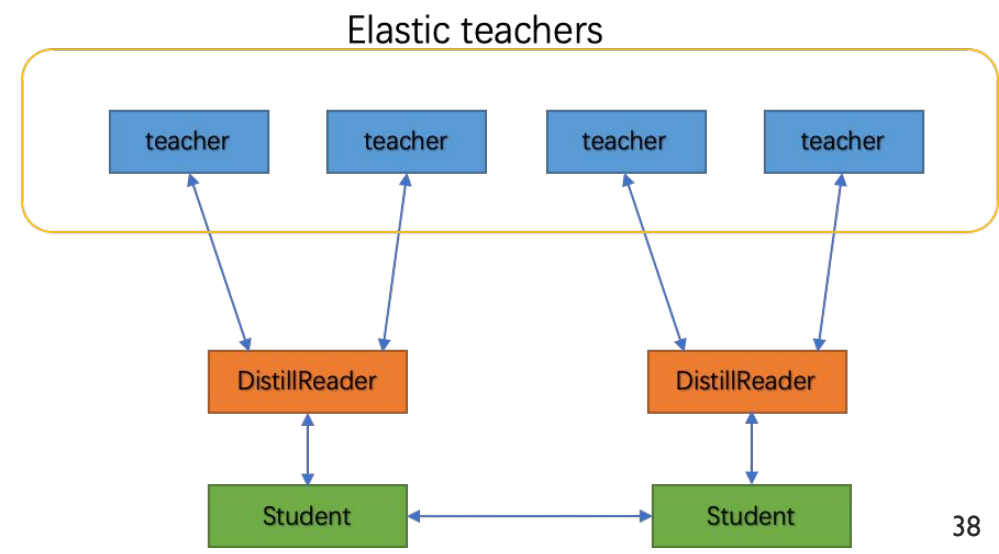 Elastic teachers
teacher
teacher
teacher
teacher
DistillReader
DistillReader
Student
Student
38